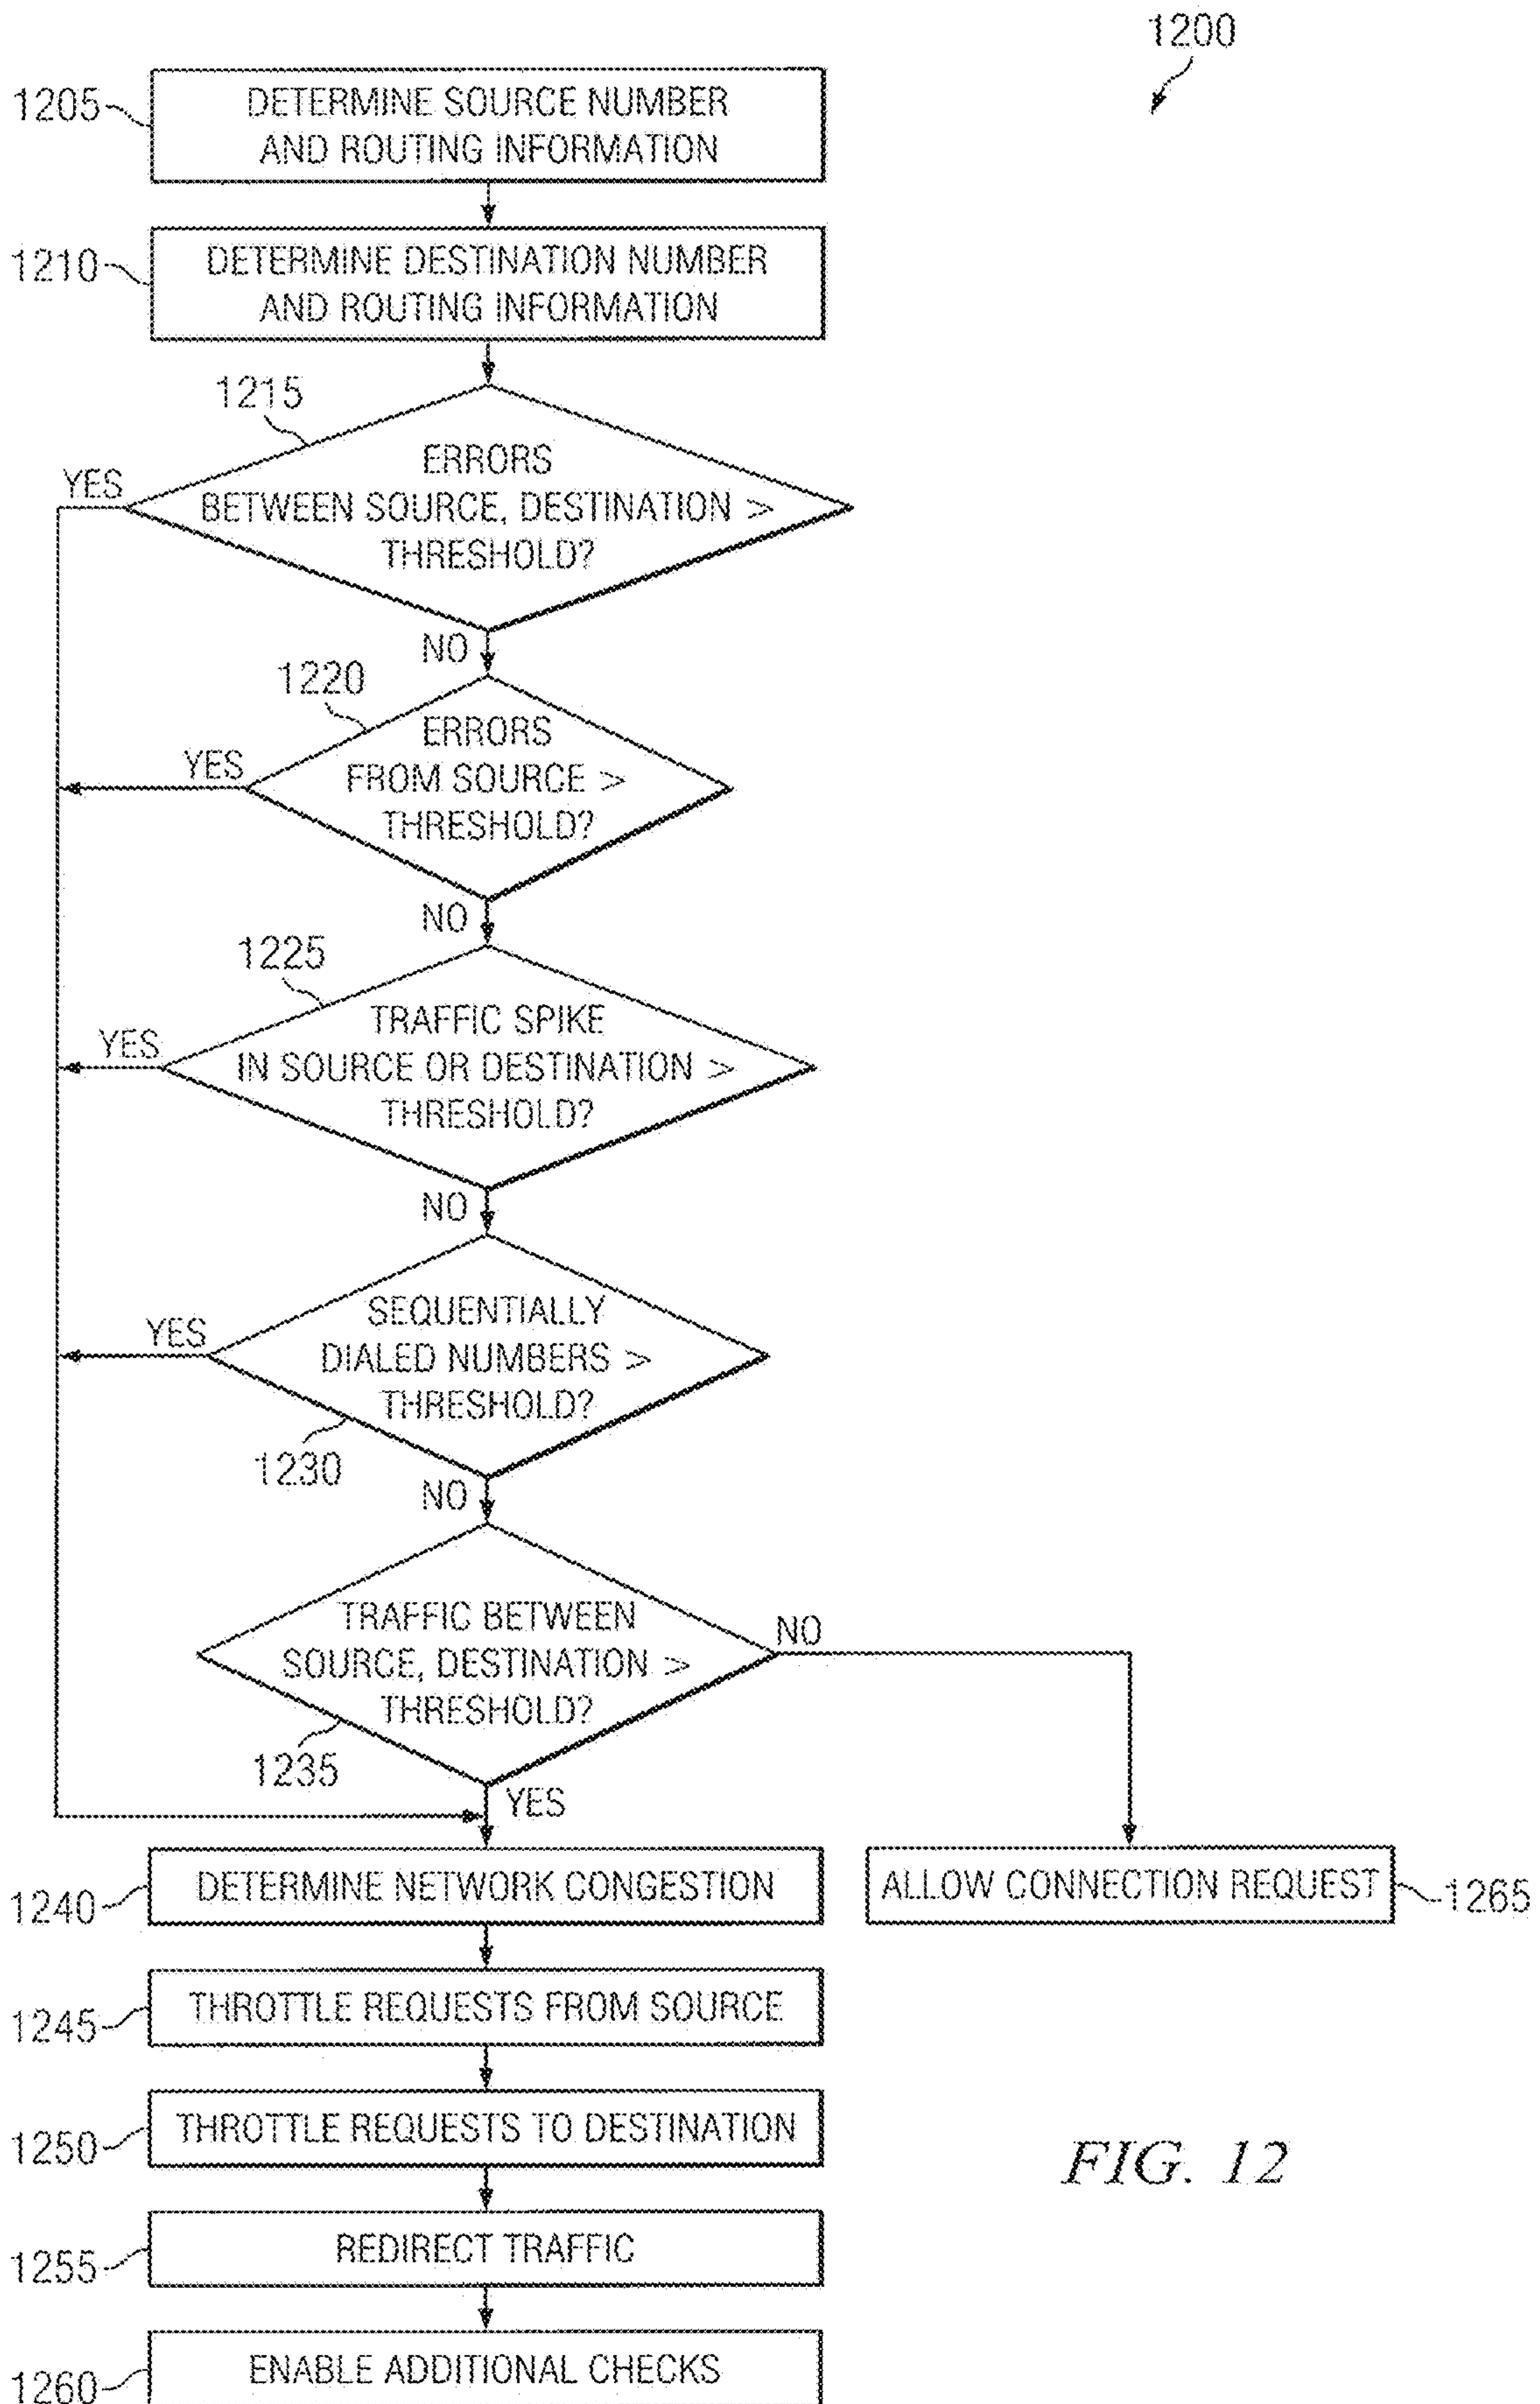 1200
1205
DETERMINE SOURCE NUMBER
AND ROUTING INFORMATION
1210
DETERMINE DESTINATION NUMBER
AND ROUTING INFORMATION
1215
YES
ERRORS
BETWEEN SOURCE, DESTINATION >
THRESHOLD?
NO
1220
YES
ERRORS
FROM SOURCE >
THRESHOLD?
NO
1225
YES
TRAFFIC SPIKE
IN SOURCE OR DESTINATION >
THRESHOLD?
NO
YES
SEQUENTIALLY
DIALED NUMBERS >
THRESHOLD?
1230
NO
TRAFFIC BETWEEN
SOURCE, DESTINATION >
THRESHOLD?
NO
1235
YES
1240
DETERMINE NETWORK CONGESTION
ALLOW CONNECTION REQUEST
1265
1245
THROTTLE REQUESTS FROM SOURCE
1250
THROTTLE REQUESTS TO DESTINATION
FIG. 12
1255
REDIRECT TRAFFIC
1260
ENABLE ADDITIONAL CHECKS